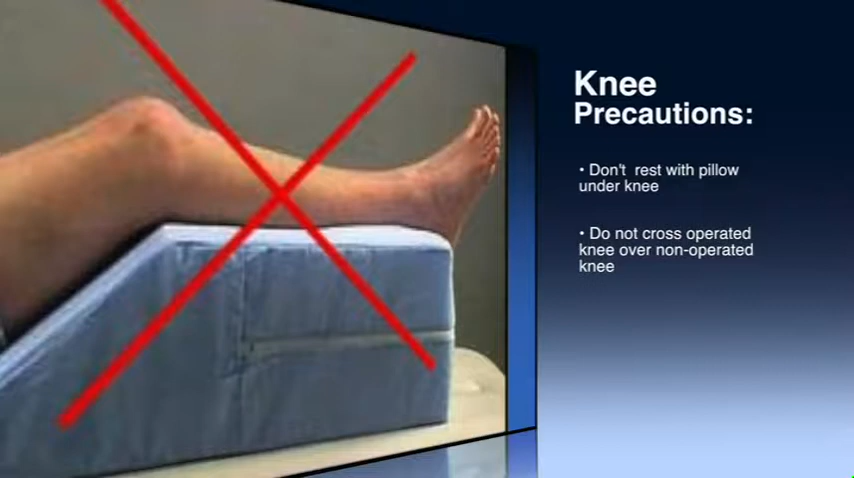 Knee
Precautions:
• Don't rest with pillow
under knee
• Do not cross operated
knee over non-operated
knee